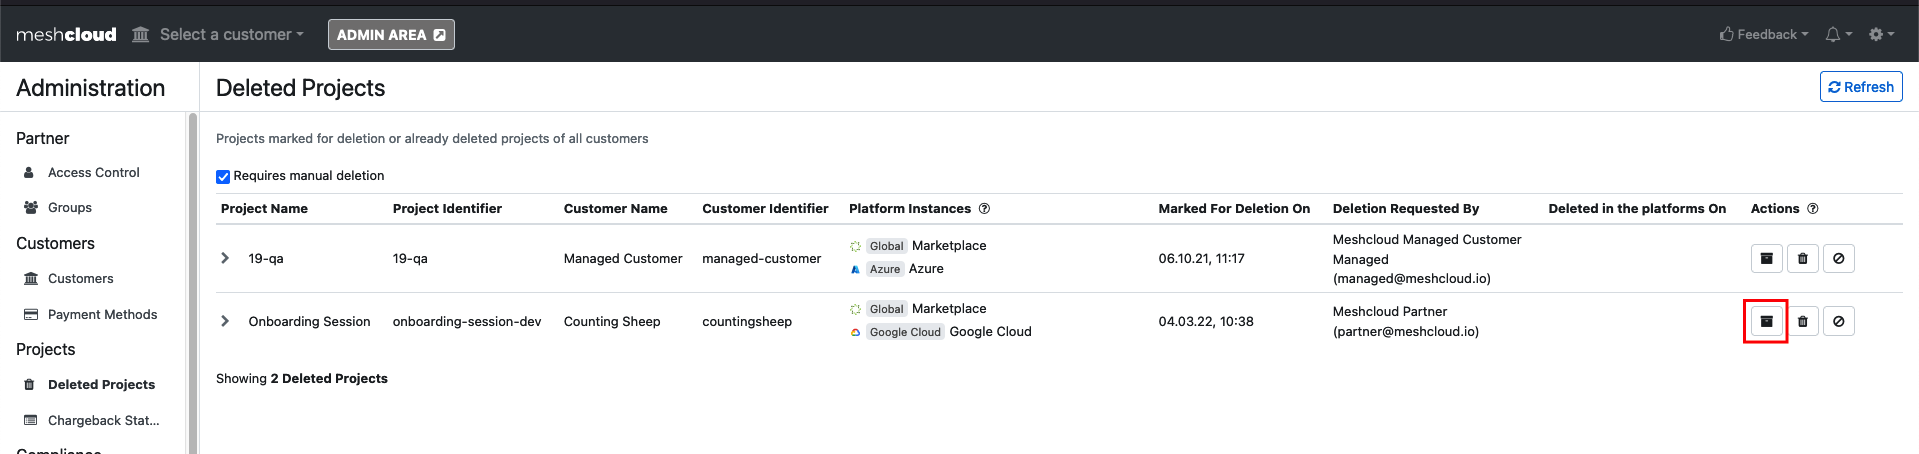 meshcloud Select a customer ADMIN AREA Feedback
Administration
Deleted Projects
Refresh
Partner
Access Control
Groups
Customers
Customers
Payment Methods
Projects
Deleted Projects
Chargeback Stat...
Compliance
Projects marked for deletion or already deleted projects of all customers
Requires manual deletion
Project Name Project Identifier Customer Name Customer Identifier Platform Instances Marked For Deletion On Deletion Requested By Deleted in the platforms On Actions
19-qa 19-qa Managed Customer managed-customer
Global Marketplace
Azure Azure
06.10.21, 11:17
Meshcloud Managed Customer
Managed
(managed@meshcloud.io)
Onboarding Session onboarding-session-dev Counting Sheep countingsheep
Global Marketplace
Google Cloud Google Cloud
04.03.22, 10:38
Meshcloud Partner
(partner@meshcloud.io)
Showing 2 Deleted Projects